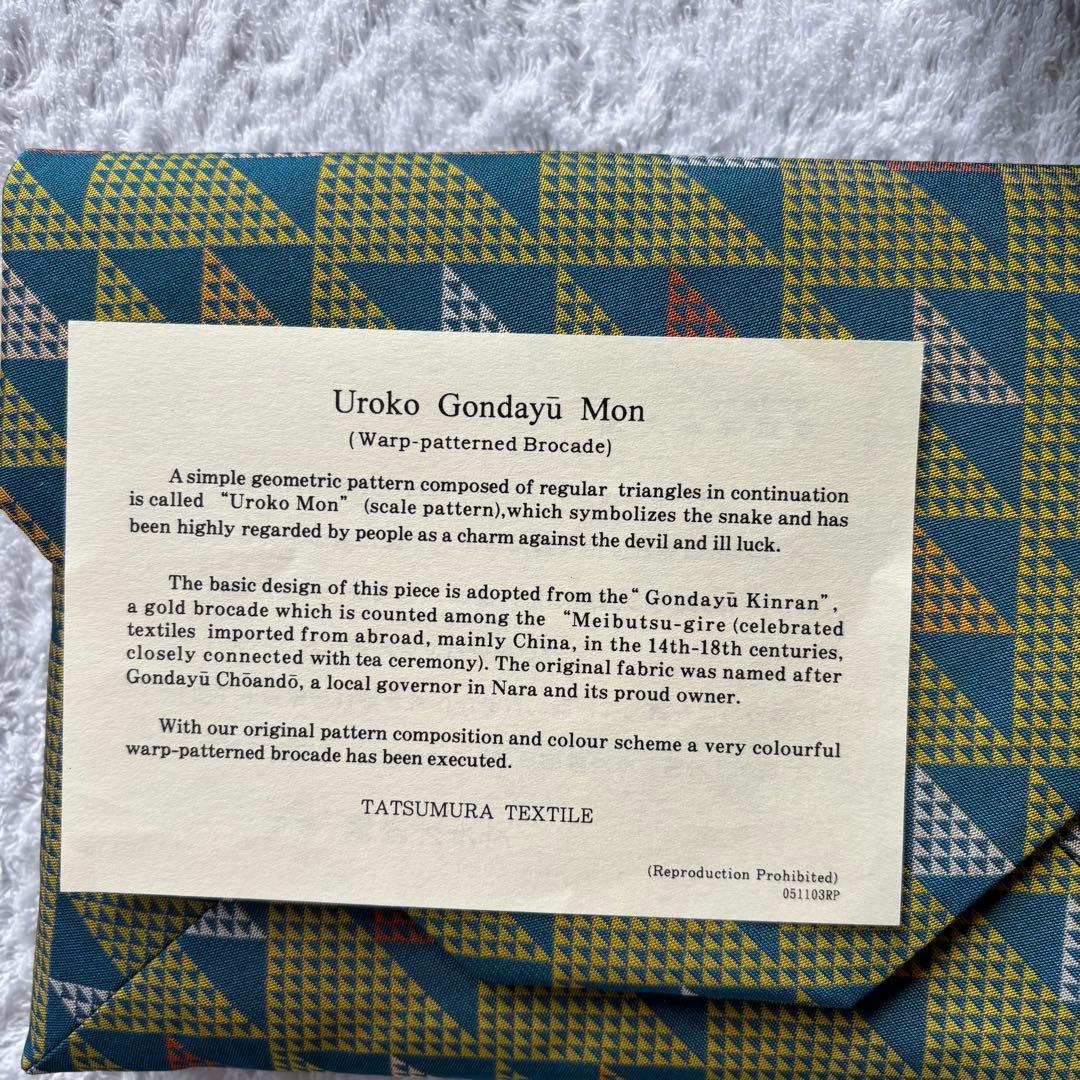 Uroko Gondayū Mon
(Warp-patterned Brocade)
A simple geometric pattern composed of regular triangles in continuation
is called "Uroko Mon" (scale pattern),which symbolizes the snake and has
been highly regarded by people as a charm against the devil and ill luck.
The basic design of this piece is adopted from the "Gondayū Kinran",
a gold brocade which is counted among the "Meibutsu-gire (celebrated
textiles imported from abroad, mainly China, in the 14th-18th centuries,
closely connected with tea ceremony). The original fabric was named after
Gondayū Chōandō, a local governor in Nara and its proud owner.
With our original pattern composition and colour scheme a very colourful
warp-patterned brocade has been executed.
TATSUMURA TEXTILE
(Reproduction Prohibited)
051103RP